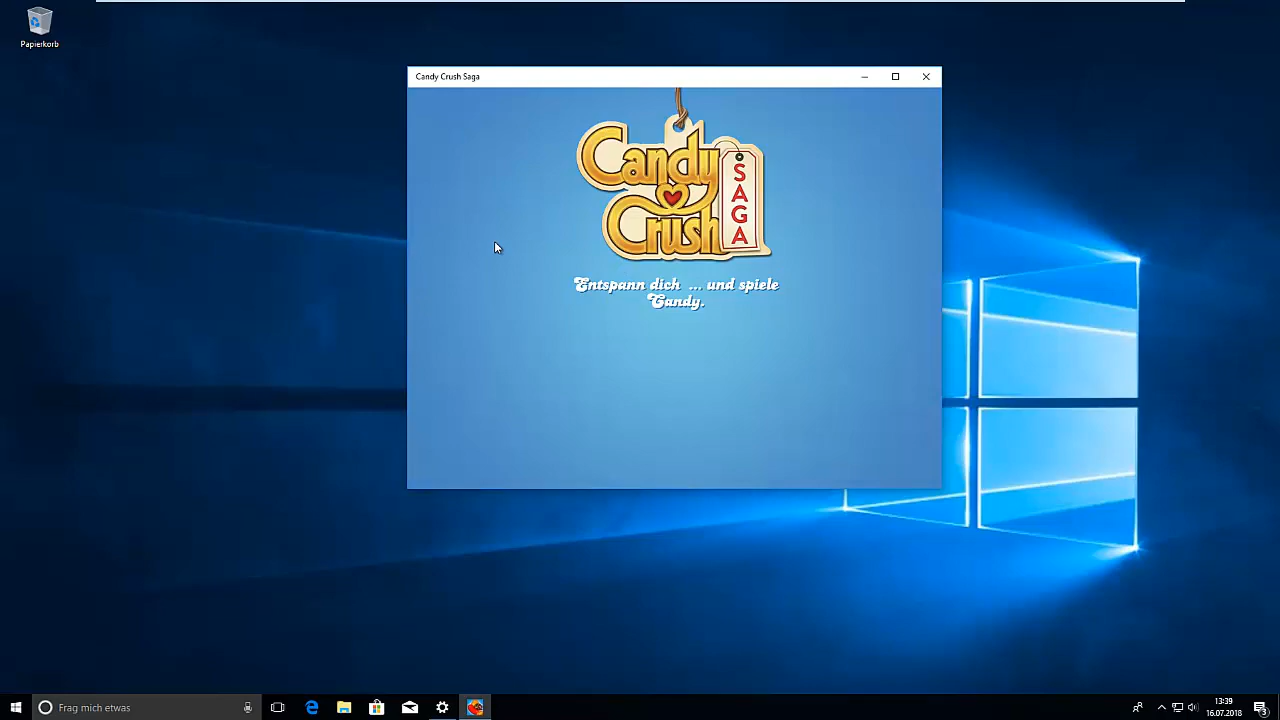 Papierkorb
Candy Crush Saga
Candy
Crush
SAGA
Entspann dich ... und spiele
Candy.
Frag mich etwas
13:39
16.07.2018
3